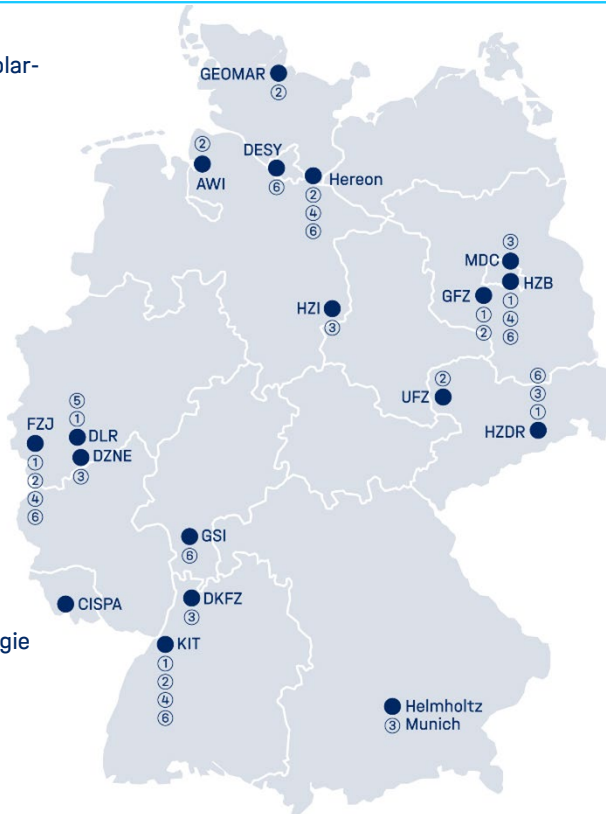 olar-
GEOMAR
②
②
AWI
DESY
⑥
Hereon
②
④
⑥
③
MDC
HZB
①
④
⑥
GFZ
①
②
HZI
③
②
UFZ
⑥
③
①
HZDR
⑤
①
DLR
DZNE
③
FZJ
①
②
④
⑥
GSI
⑥
CISPA
DKFZ
③
gie
KIT
①
②
④
⑥
Helmholtz
③ Munich